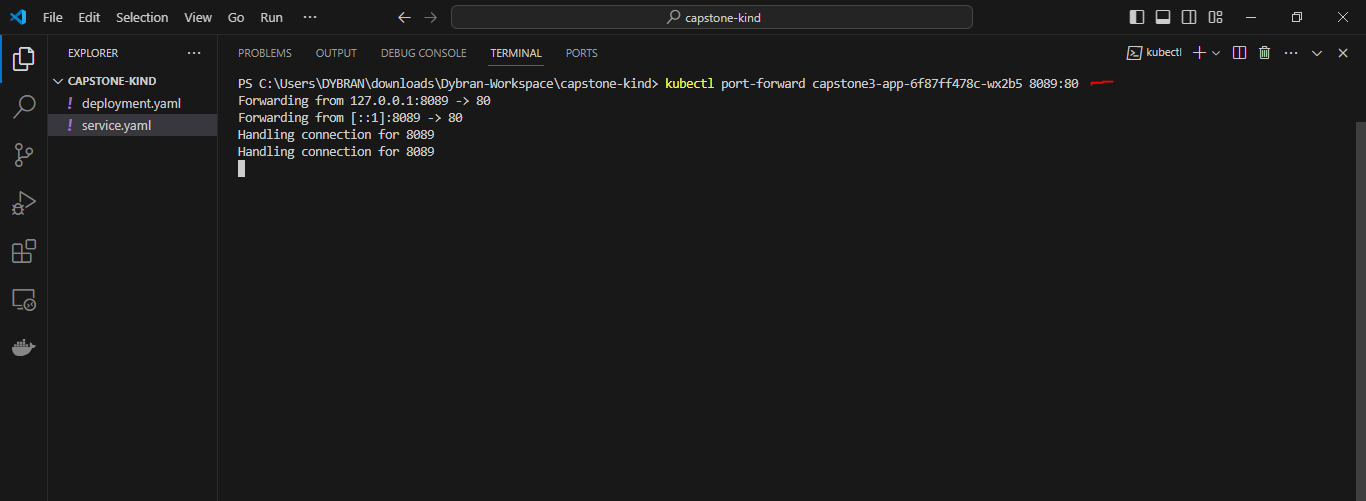 File Edit Selection View Go Run ···
capstone-kind
EXPLORER ···
CAPSTONE-KIND
! deployment.yaml
! service.yaml
PROBLEMS OUTPUT DEBUG CONSOLE TERMINAL PORTS
kubectl
PS C:\Users\DYBRAN\downloads\Dybran-Workspace\capstone-kind> kubectl port-forward capstone3-app-6f87ff478c-wx2b5 8089:80
Forwarding from 127.0.0.1:8089 -> 80
Forwarding from [::1]:8089 -> 80
Handling connection for 8089
Handling connection for 8089